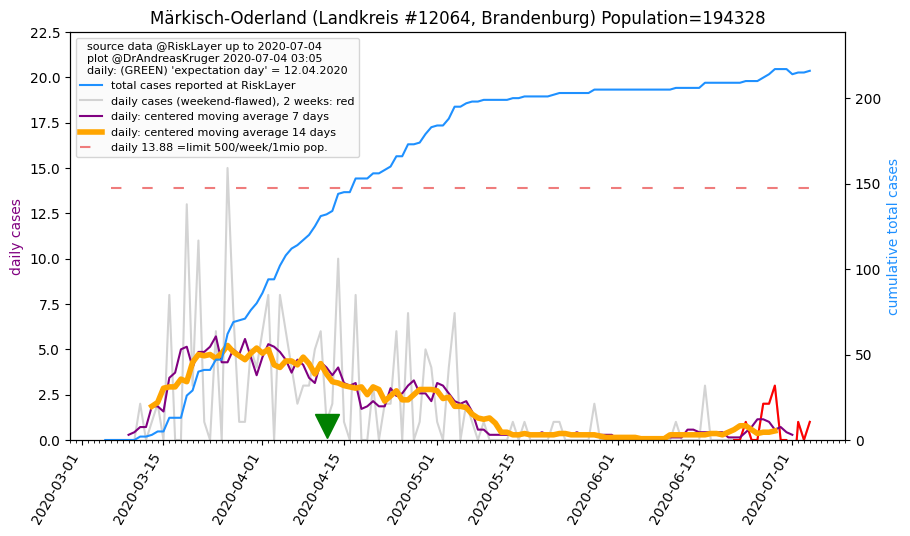 Märkisch-Oderland (Landkreis #12064, Brandenburg) Population=194328
source data @RiskLayer up to 2020-07-04
plot @DrAndreasKruger 2020-07-04 03:05
daily: (GREEN) 'expectation day' = 12.04.2020
total cases reported at RiskLayer
daily cases (weekend-flawed), 2 weeks: red
daily: centered moving average 7 days
daily: centered moving average 14 days
daily 13.88 =limit 500/week/1mio pop.
daily cases
22.5
20.0
17.5
15.0
12.5
10.0
7.5
5.0
2.5
0.0
200
150
100
50
0
cumulative total cases
2020-03-01
2020-03-15
2020-04-01
2020-04-15
2020-05-01
2020-05-15
2020-06-01
2020-06-15
2020-07-01